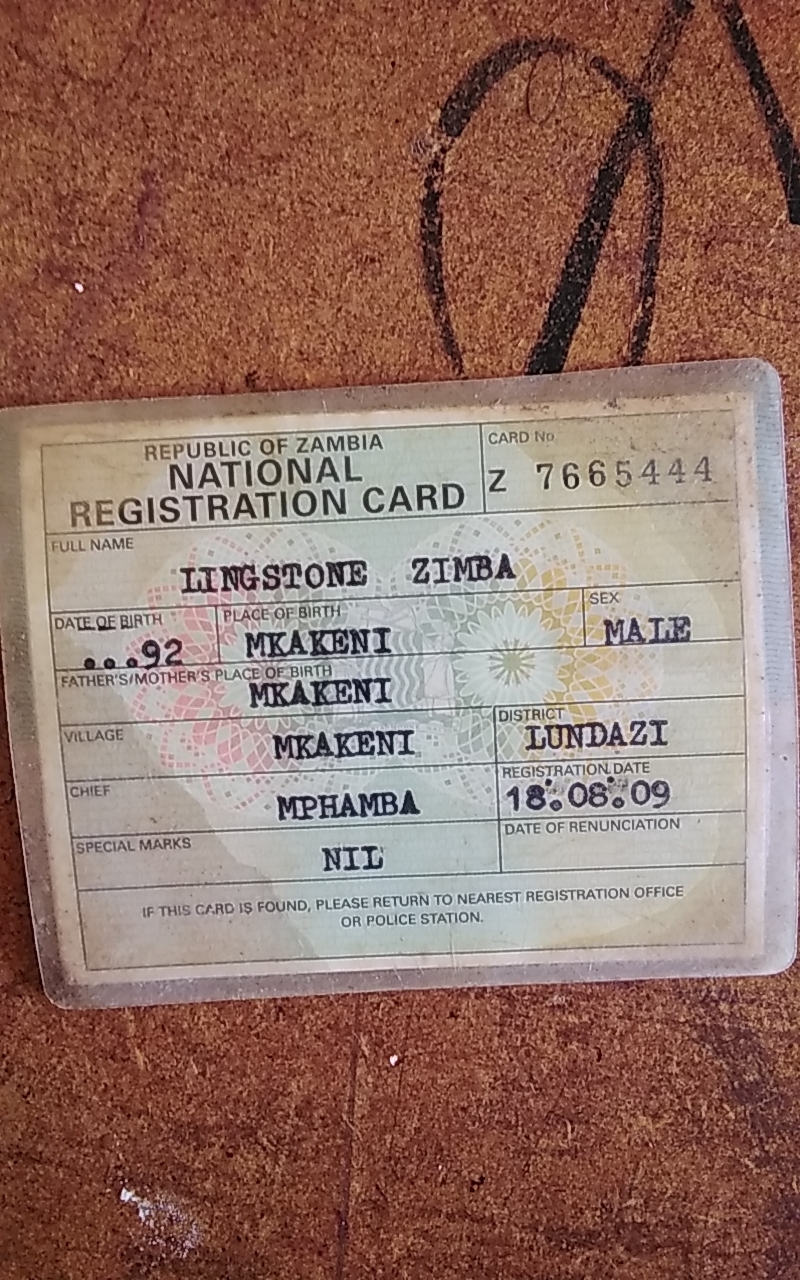 REPUBLIC OF ZAMBIA
NATIONAL
REGISTRATION CARD
CARD No
Z 7665444
FULL NAME
LINGSTONE ZIMBA
DATE OF BIRTH
...92
PLACE OF BIRTH
MKAKENI
SEX
MALE
FATHER'S/MOTHER'S PLACE OF BIRTH
MKAKENI
VILLAGE
MKAKENI
DISTRICT
LUNDAZI
CHIEF
MPHAMBA
REGISTRATION DATE
18.08.09
SPECIAL MARKS
NIL
DATE OF RENUNCIATION
IF THIS CARD IS FOUND, PLEASE RETURN TO NEAREST REGISTRATION OFFICE
OR POLICE STATION.